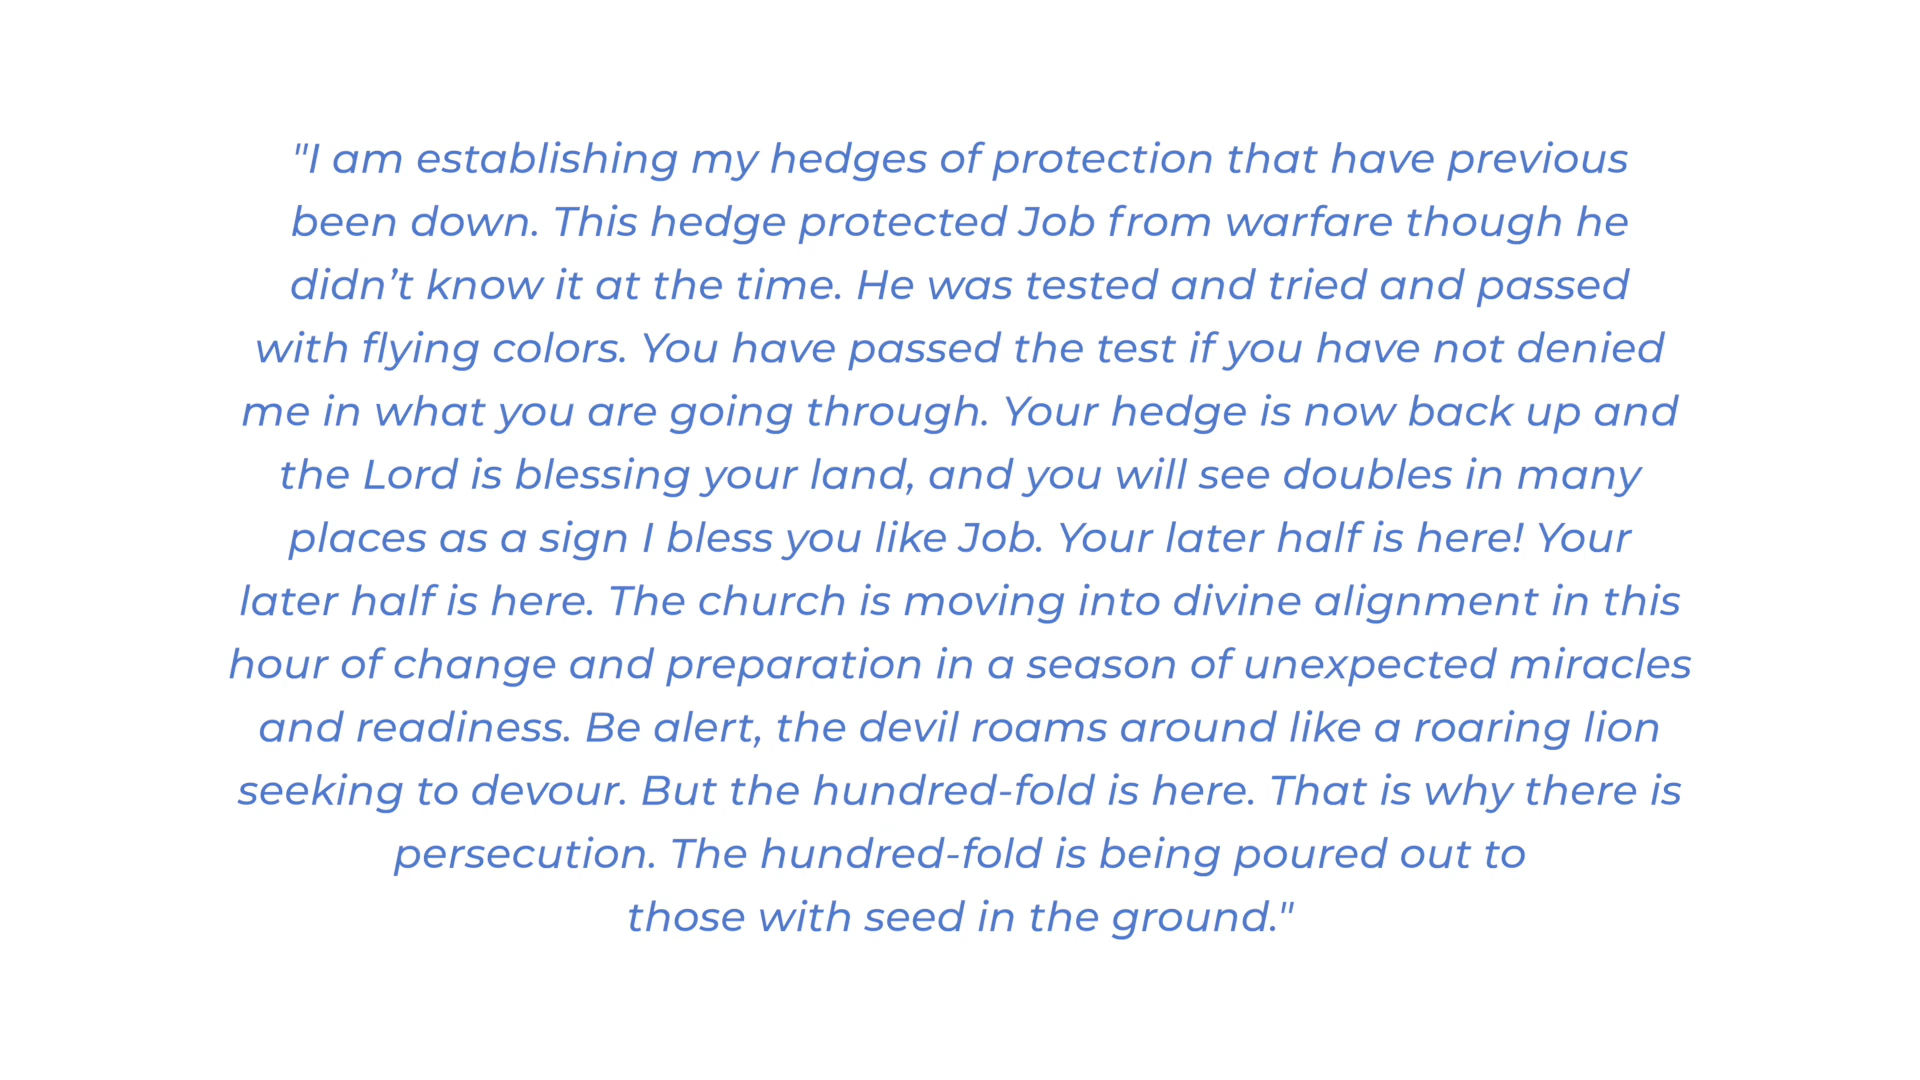 "I am establishing my hedges of protection that have previous
been down. This hedge protected Job from warfare though he
didn’t know it at the time. He was tested and tried and passed
with flying colors. You have passed the test if you have not denied
me in what you are going through. Your hedge is now back up and
the Lord is blessing your land, and you will see doubles in many
places as a sign I bless you like Job. Your later half is here! Your
later half is here. The church is moving into divine alignment in this
hour of change and preparation in a season of unexpected miracles
and readiness. Be alert, the devil roams around like a roaring lion
seeking to devour. But the hundred-fold is here. That is why there is
persecution. The hundred-fold is being poured out to
those with seed in the ground."